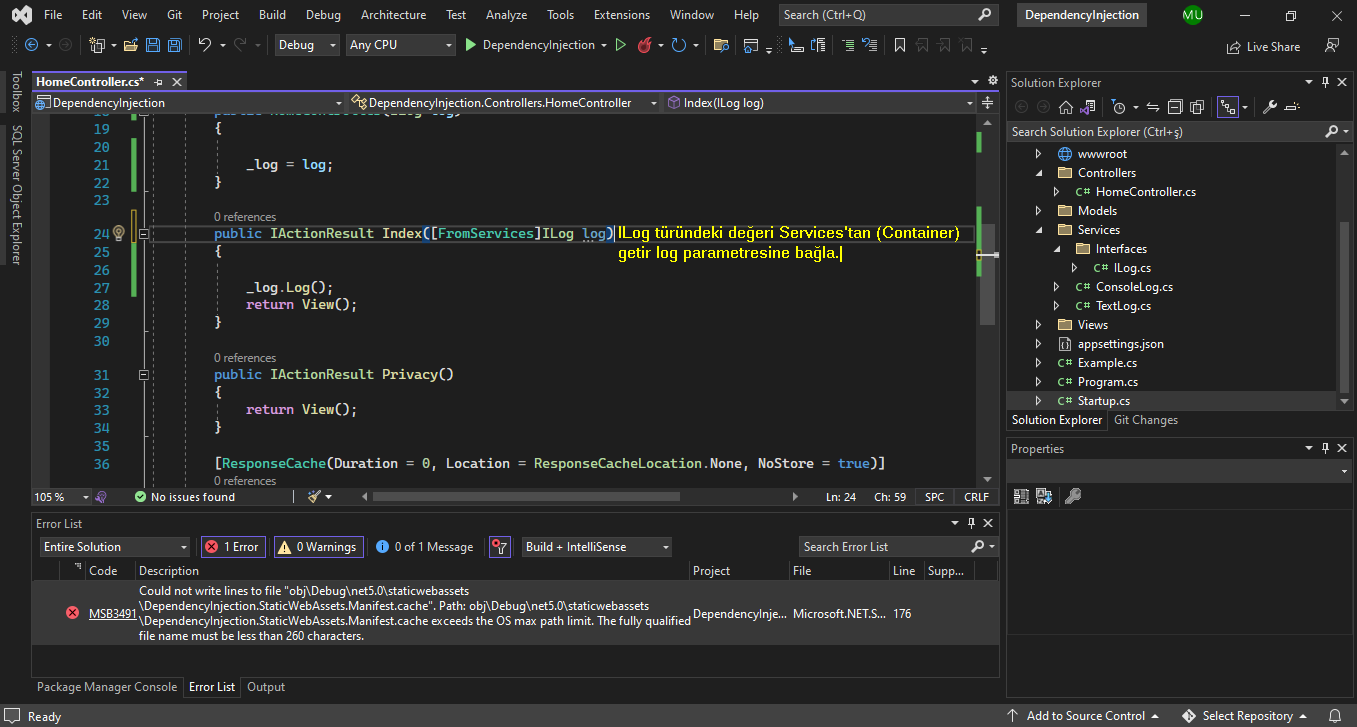 File Edit View Git Project Build Debug Architecture Test Analyze Tools Extensions Window Help Search (Ctrl+Q) DependencyInjection MU
Debug Any CPU DependencyInjection Live Share
Toolbox
SQL Server Object Explorer
HomeController.cs*
DependencyInjection DependencyInjection.Controllers.HomeController Index(ILog log)
19 {
20
21 _log = log;
22 }
23
0 references
24 public IActionResult Index([FromServices]ILog log) ILog türündeki değeri Services'tan (Container)
getir log parametresine bağla.
25 {
26
27 _log.Log();
28 return View();
29 }
30
0 references
31 public IActionResult Privacy()
32 {
33 return View();
34 }
35
36 [ResponseCache(Duration = 0, Location = ResponseCacheLocation.None, NoStore = true)]
0 references
105 % No issues found Ln: 24 Ch: 59 SPC CRLF
Error List
Entire Solution 1 Error 0 Warnings 0 of 1 Message Build + IntelliSense Search Error List
Code Description Project File Line Supp...
MSB3491 Could not write lines to file "obj\Debug\net5.0\staticwebassets
\DependencyInjection.StaticWebAssets.Manifest.cache". Path: obj\Debug\net5.0\staticwebassets
\DependencyInjection.StaticWebAssets.Manifest.cache exceeds the OS max path limit. The fully qualified
file name must be less than 260 characters.
DependencyInje... Microsoft.NET.S... 176
Package Manager Console Error List Output
Solution Explorer
Search Solution Explorer (Ctrl+ş)
wwwroot
Controllers
C# HomeController.cs
Models
Services
Interfaces
C# ILog.cs
C# ConsoleLog.cs
C# TextLog.cs
Views
appsettings.json
C# Example.cs
C# Program.cs
C# Startup.cs
Solution Explorer Git Changes
Properties
Ready Add to Source Control Select Repository